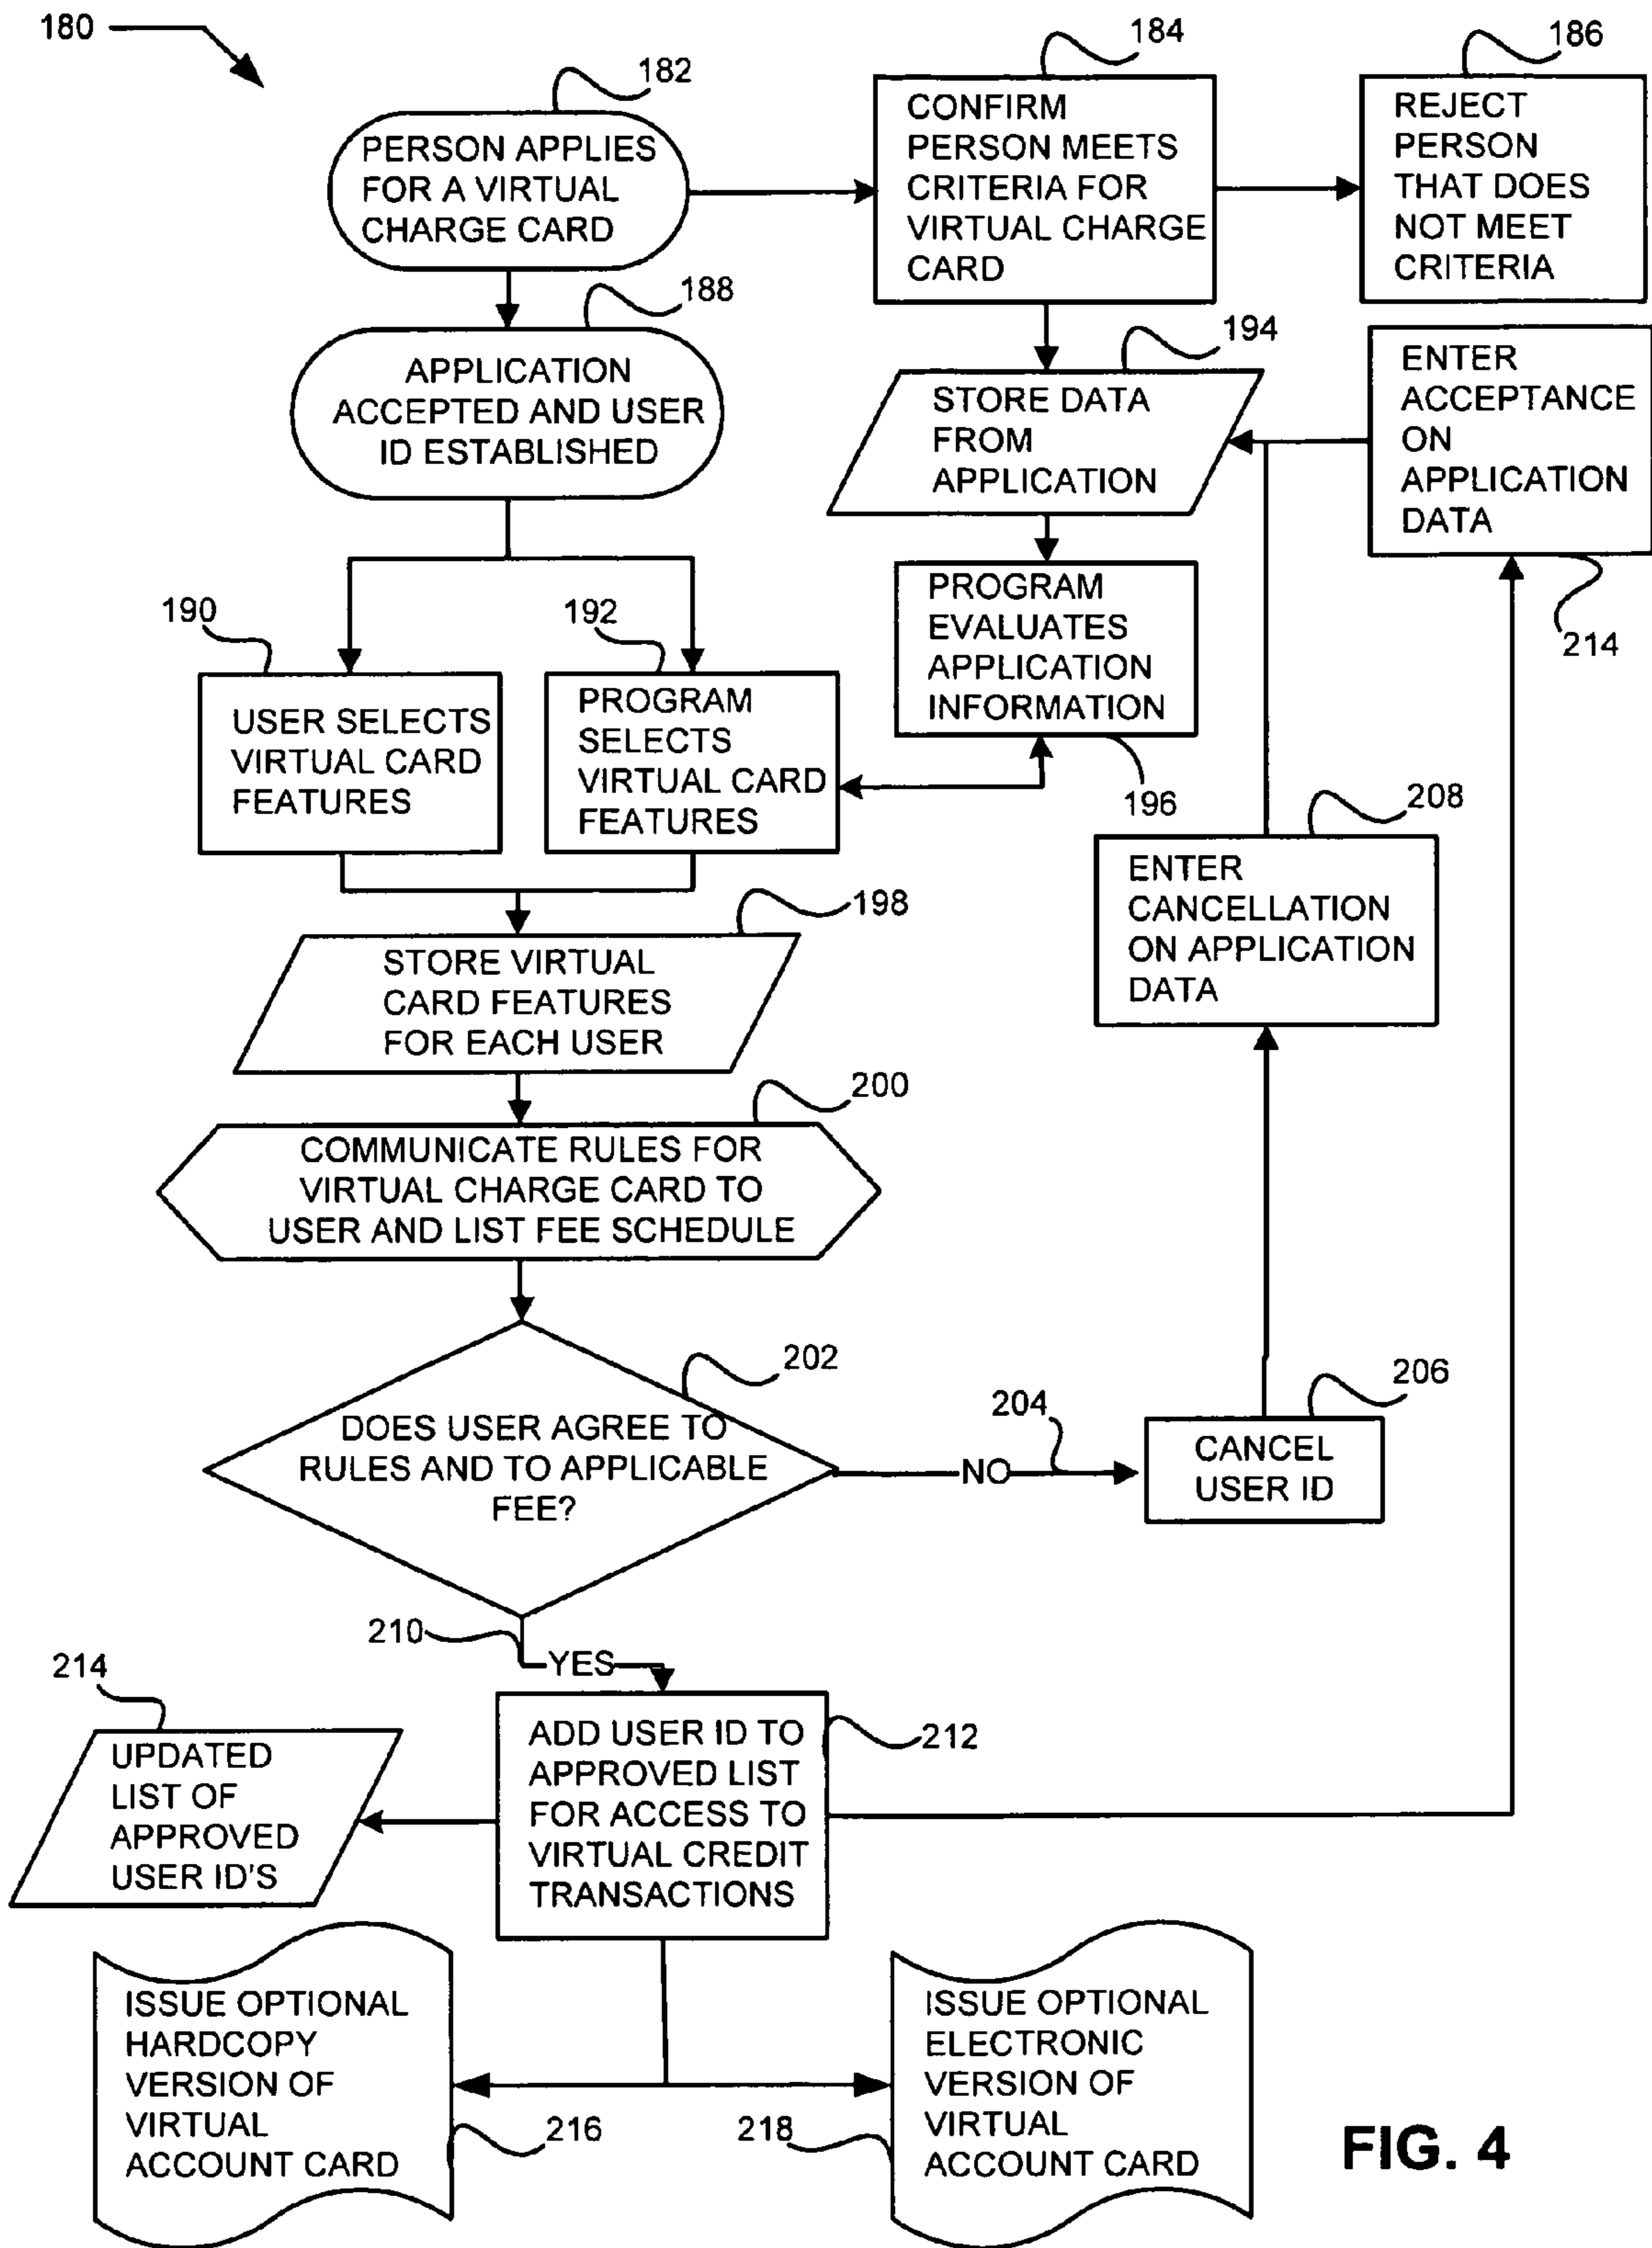 180
182
PERSON APPLIES
FOR A VIRTUAL
CHARGE CARD
184
CONFIRM
PERSON MEETS
CRITERIA FOR
VIRTUAL CHARGE
CARD
186
REJECT
PERSON
THAT DOES
NOT MEET
CRITERIA
188
APPLICATION
ACCEPTED AND USER
ID ESTABLISHED
194
STORE DATA
FROM
APPLICATION
ENTER
ACCEPTANCE
ON
APPLICATION
DATA
214
190
USER SELECTS
VIRTUAL CARD
FEATURES
192
PROGRAM
SELECTS
VIRTUAL CARD
FEATURES
PROGRAM
EVALUATES
APPLICATION
INFORMATION
196
208
ENTER
CANCELLATION
ON APPLICATION
DATA
198
STORE VIRTUAL
CARD FEATURES
FOR EACH USER
200
COMMUNICATE RULES FOR
VIRTUAL CHARGE CARD TO
USER AND LIST FEE SCHEDULE
202
DOES USER AGREE TO
RULES AND TO APPLICABLE
FEE?
204
NO
206
CANCEL
USER ID
210
YES
214
UPDATED
LIST OF
APPROVED
USER ID'S
ADD USER ID TO
APPROVED LIST
FOR ACCESS TO
VIRTUAL CREDIT
TRANSACTIONS
212
ISSUE OPTIONAL
HARDCOPY
VERSION OF
VIRTUAL
ACCOUNT CARD
216
218
ISSUE OPTIONAL
ELECTRONIC
VERSION OF
VIRTUAL
ACCOUNT CARD
FIG. 4